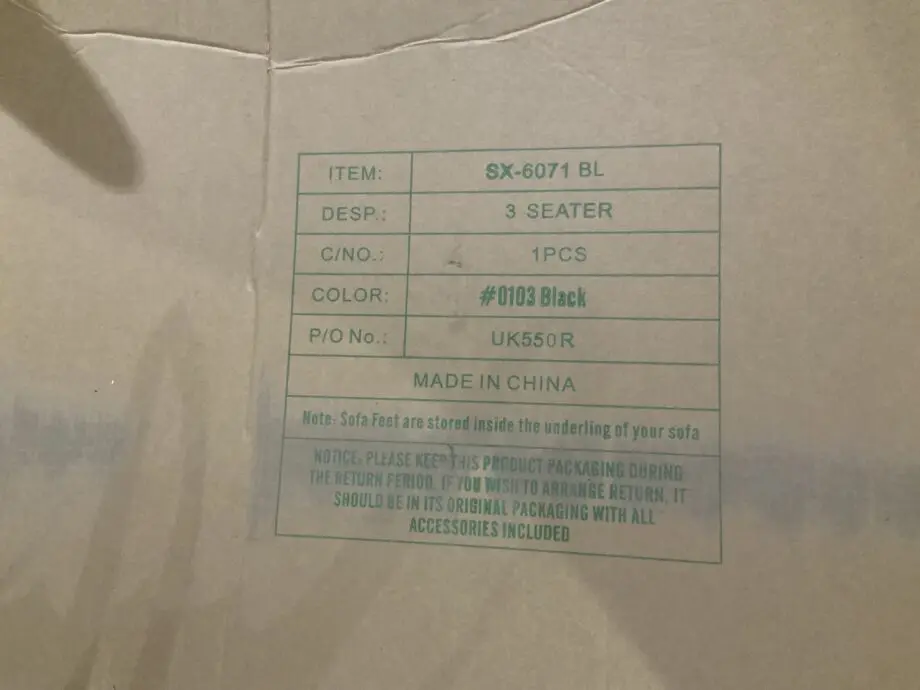 ITEM: SX-6071 BL
DESP.: 3 SEATER
C/NO.: 1PCS
COLOR: #0103 Black
P/O No.: UK550R
MADE IN CHINA
Note: Sofa Feet are stored inside the underling of your sofa
NOTICE: PLEASE KEEP THIS PRODUCT PACKAGING DURING
THE RETURN PERIOD. IF YOU WISH TO ARRANGE RETURN, IT
SHOULD BE IN ITS ORIGINAL PACKAGING WITH ALL
ACCESSORIES INCLUDED